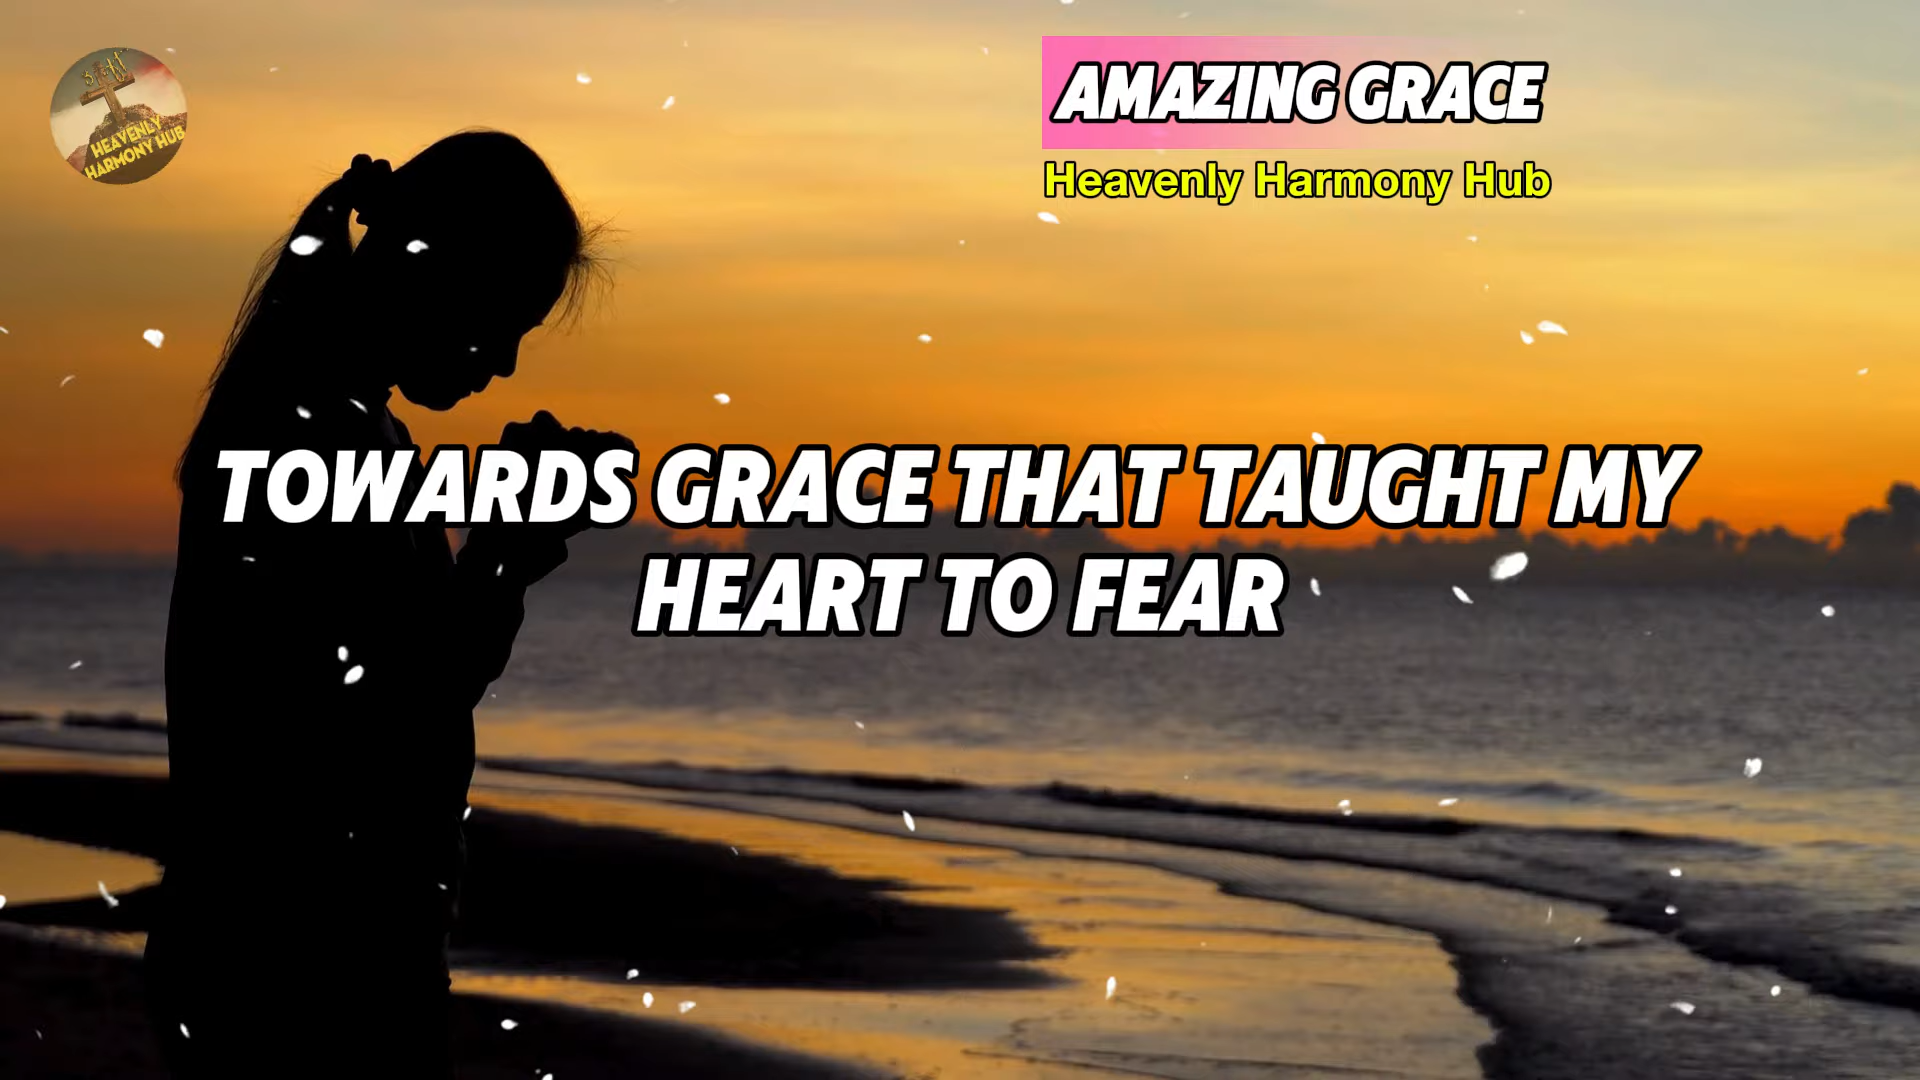 HEAVENLY
HARMONY HUB
AMAZING GRACE
Heavenly Harmony Hub
TOWARDS GRACE THAT TAUGHT MY
HEART TO FEAR